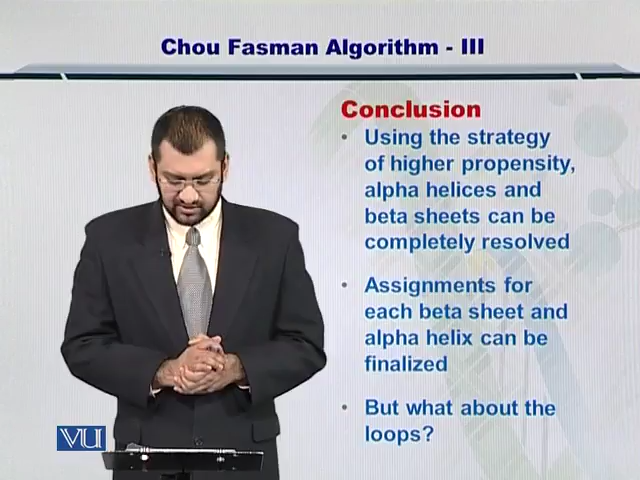 Chou Fasman Algorithm - III
Conclusion
• Using the strategy
of higher propensity,
alpha helices and
beta sheets can be
completely resolved
• Assignments for
each beta sheet and
alpha helix can be
finalized
• But what about the
loops?
VU